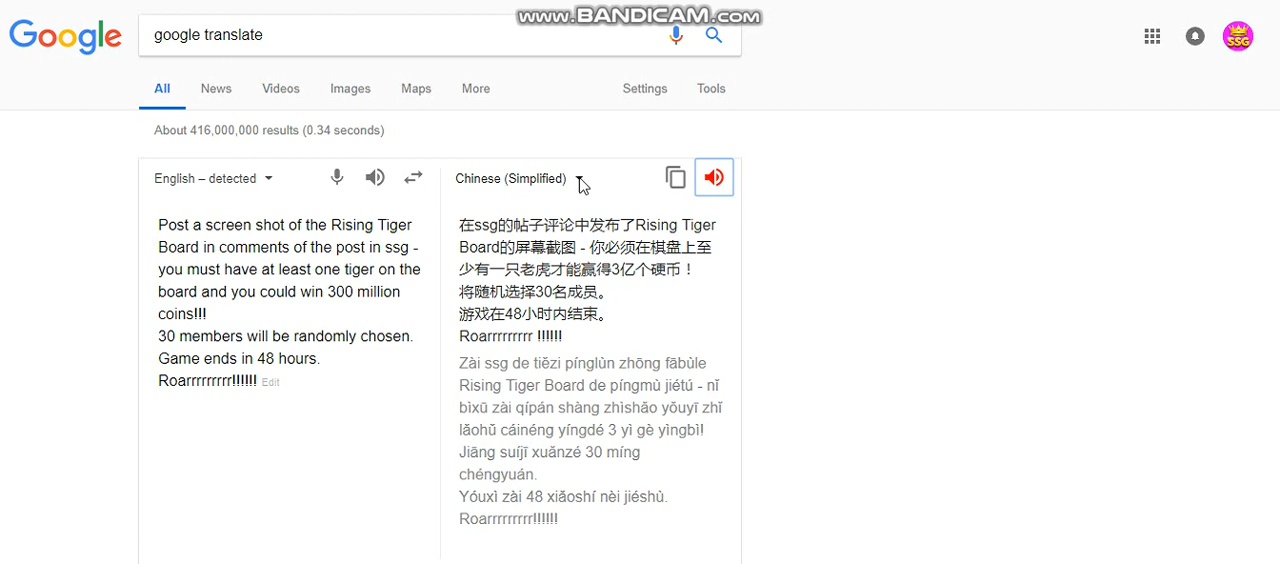 www.BANDICAM.com
Google
google translate
SSG
All News Videos Images Maps More Settings Tools
About 416,000,000 results (0.34 seconds)
English – detected
Chinese (Simplified)
Post a screen shot of the Rising Tiger
Board in comments of the post in ssg -
you must have at least one tiger on the
board and you could win 300 million
coins!!!
30 members will be randomly chosen.
Game ends in 48 hours.
Roarrrrrrrr!!!!!! Edit
在ssg的帖子评论中发布了Rising Tiger
Board的屏幕截图 - 你必须在棋盘上至
少有一只老虎才能赢得3亿个硬币！
将随机选择30名成员。
游戏在48小时内结束。
Roarrrrrrrrr !!!!!!
Zài ssg de tiězi pínglùn zhōng fābùle
Rising Tiger Board de píngmù jiétú - nǐ
bìxū zài qípán shàng zhìshǎo yǒuyī zhǐ
lǎohǔ cáinéng yíngdé 3 yì gè yìngbì!
Jiāng suíjī xuǎnzé 30 míng
chéngyuán.
Yóuxì zài 48 xiǎoshí nèi jiéshù.
Roarrrrrrrrr!!!!!!